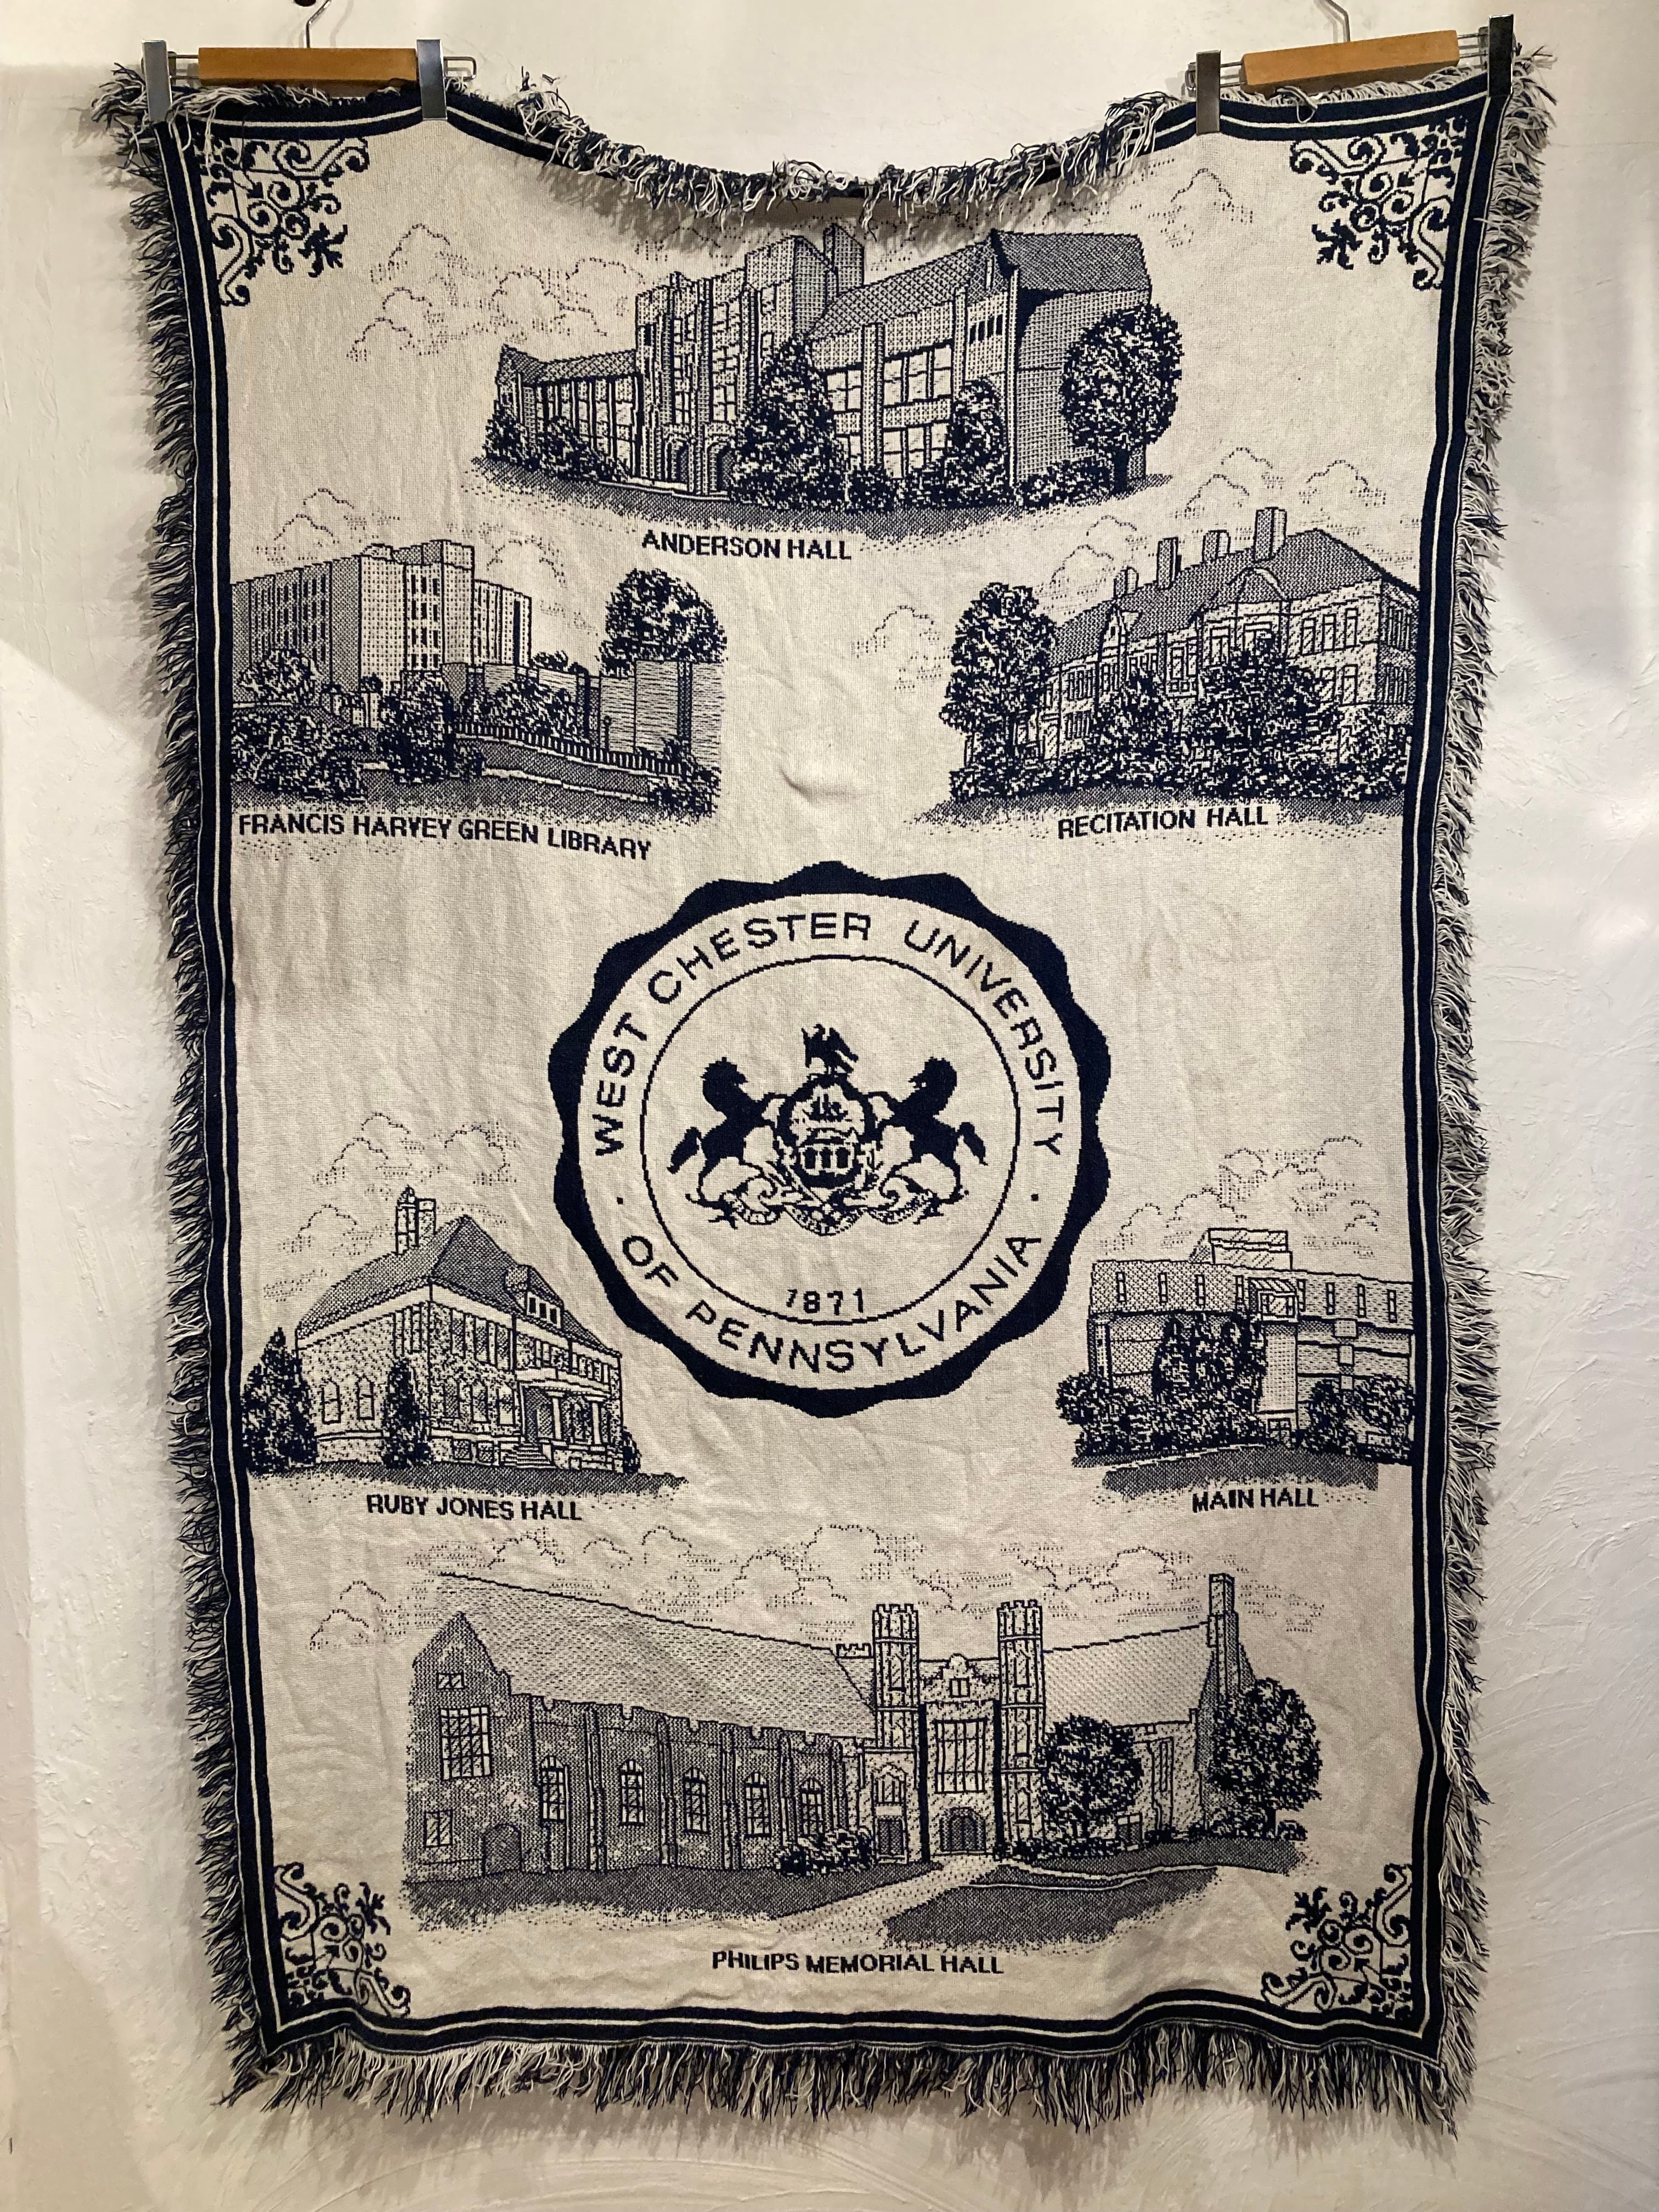 ANDERSON HALL
FRANCIS HARVEY GREEN LIBRARY
RECITATION HALL
WEST CHESTER UNIVERSITY
· OF PENNSYLVANIA ·
1871
RUBY JONES HALL
MAIN HALL
PHILIPS MEMORIAL HALL